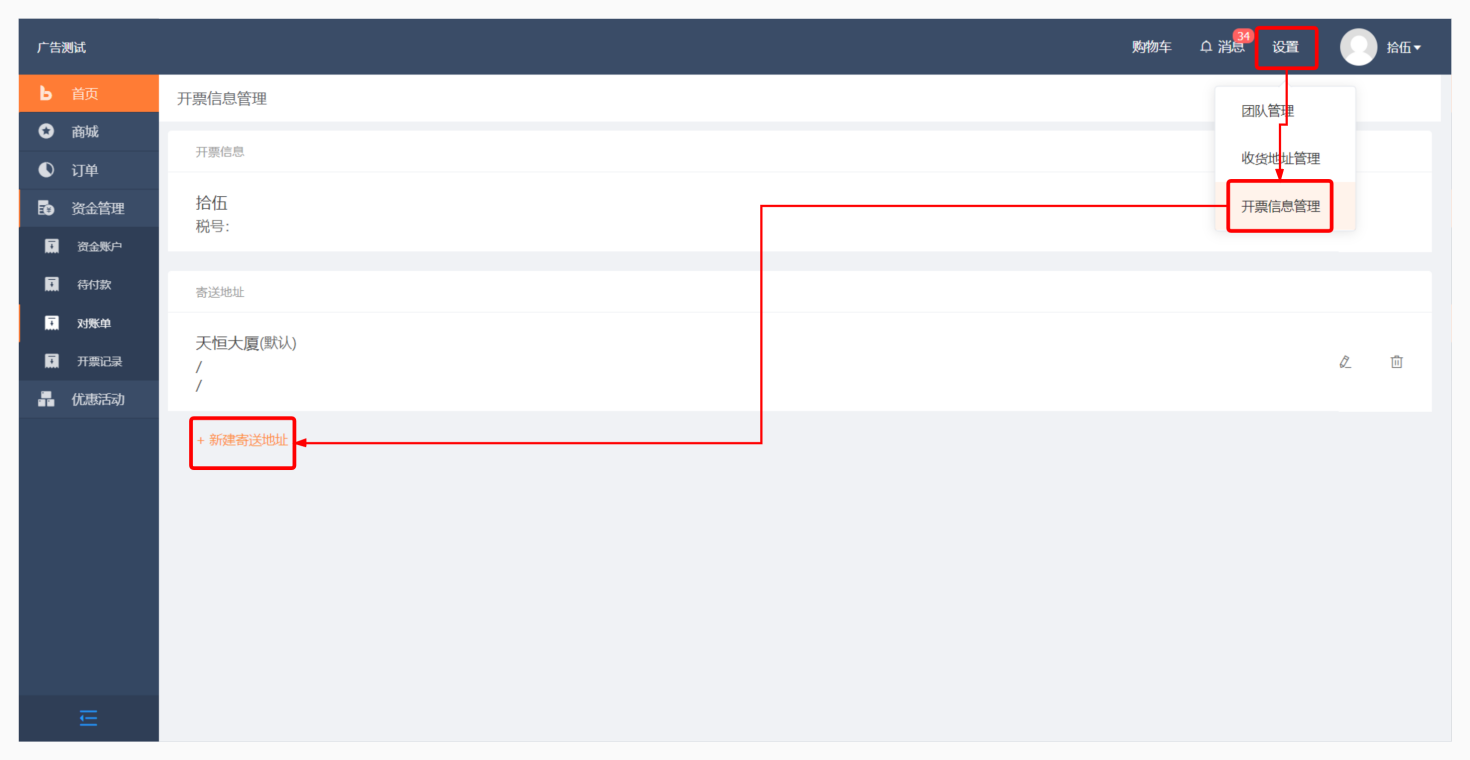 广告测试
购物车
消息
34
设置
拾伍
首页
商城
订单
资金管理
资金账户
待付款
对账单
开票记录
优惠活动
开票信息管理
团队管理
收货地址管理
开票信息管理
开票信息
拾伍
税号:
寄送地址
天恒大厦(默认)
/
/
+ 新建寄送地址